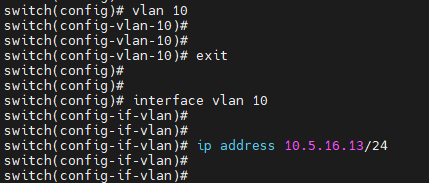 switch(config)# vlan 10
switch(config-vlan-10)#
switch(config-vlan-10)#
switch(config-vlan-10)# exit
switch(config)#
switch(config)#
switch(config)# interface vlan 10
switch(config-if-vlan)#
switch(config-if-vlan)#
switch(config-if-vlan)# ip address 10.5.16.13/24
switch(config-if-vlan)#
switch(config-if-vlan)#